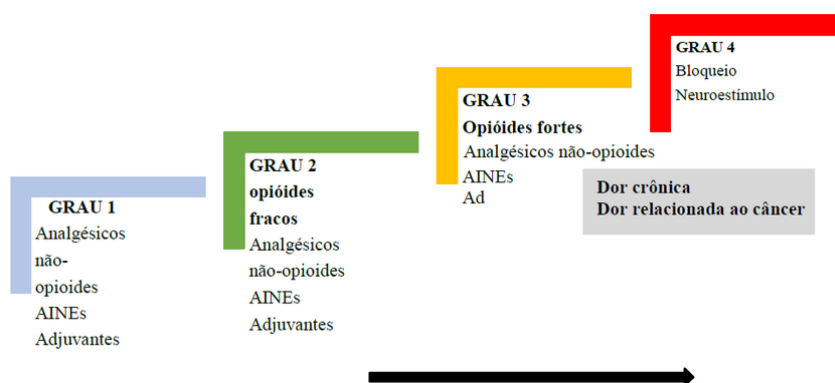 GRAU 1
Analgésicos
não-
opioides
AINEs
Adjuvantes
GRAU 2
opióides
fracos
Analgésicos
não-opioides
AINEs
Adjuvantes
GRAU 3
Opióides fortes
Analgésicos não-opioides
AINEs
Ad
GRAU 4
Bloqueio
Neuroestímulo
Dor crônica
Dor relacionada ao câncer